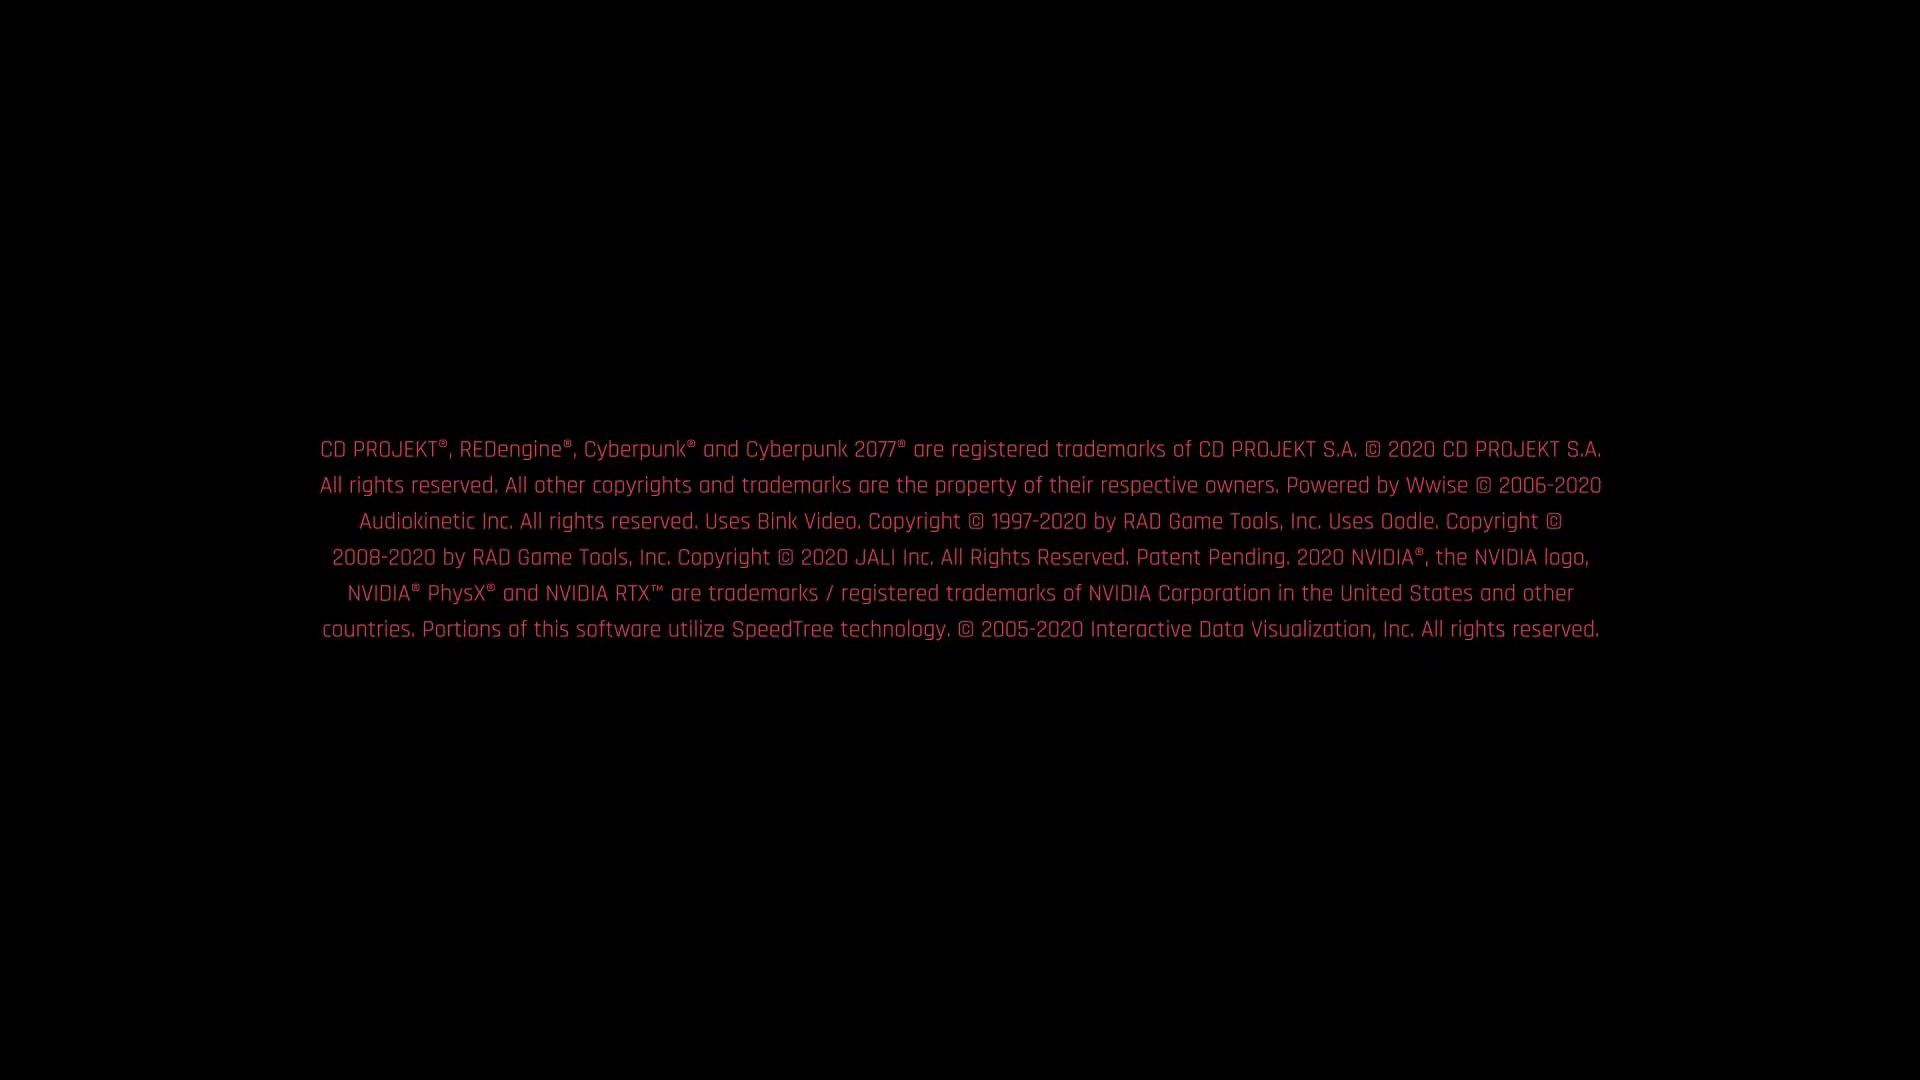 CD PROJEKT®, REDengine®, Cyberpunk® and Cyberpunk 2077® are registered trademarks of CD PROJEKT S.A. © 2020 CD PROJEKT S.A.
All rights reserved. All other copyrights and trademarks are the property of their respective owners. Powered by Wwise © 2006-2020
Audiokinetic Inc. All rights reserved. Uses Bink Video. Copyright © 1997-2020 by RAD Game Tools, Inc. Uses Oodle. Copyright ©
2008-2020 by RAD Game Tools, Inc. Copyright © 2020 JALI Inc. All Rights Reserved. Patent Pending. 2020 NVIDIA®, the NVIDIA logo,
NVIDIA® PhysX® and NVIDIA RTX™ are trademarks / registered trademarks of NVIDIA Corporation in the United States and other
countries. Portions of this software utilize SpeedTree technology. © 2005-2020 Interactive Data Visualization, Inc. All rights reserved.